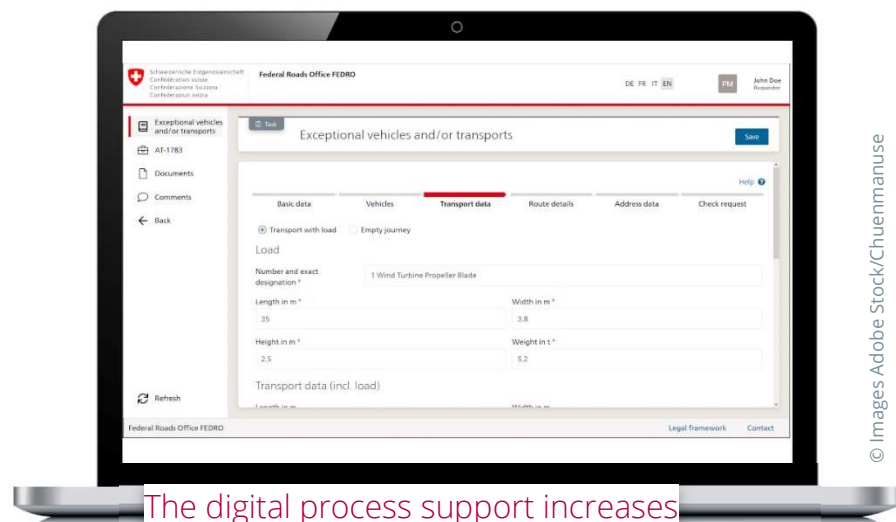 Schweizerische Eidgenossenschaft
Confédération suisse
Confederazione Svizzera
Confederaziun svizra
Federal Roads Office FEDRO
DE FR IT EN
PM
John Doe
Requester
Exceptional vehicles
and/or transports
AT-1783
Documents
Comments
Back
Refresh
Task
Exceptional vehicles and/or transports
Save
Help
Basic data
Vehicles
Transport data
Route details
Address data
Check request
Transport with load
Empty journey
Load
Number and exact
designation *
1 Wind Turbine Propeller Blade
Length in m *
Width in m *
35
3.8
Height in m *
Weight in t *
2.5
5.2
Transport data (incl. load)
Length in m
Width in m
Federal Roads Office FEDRO
Legal framework
Contact
© Images Adobe Stock/Chuenmanuse
The digital process support increases